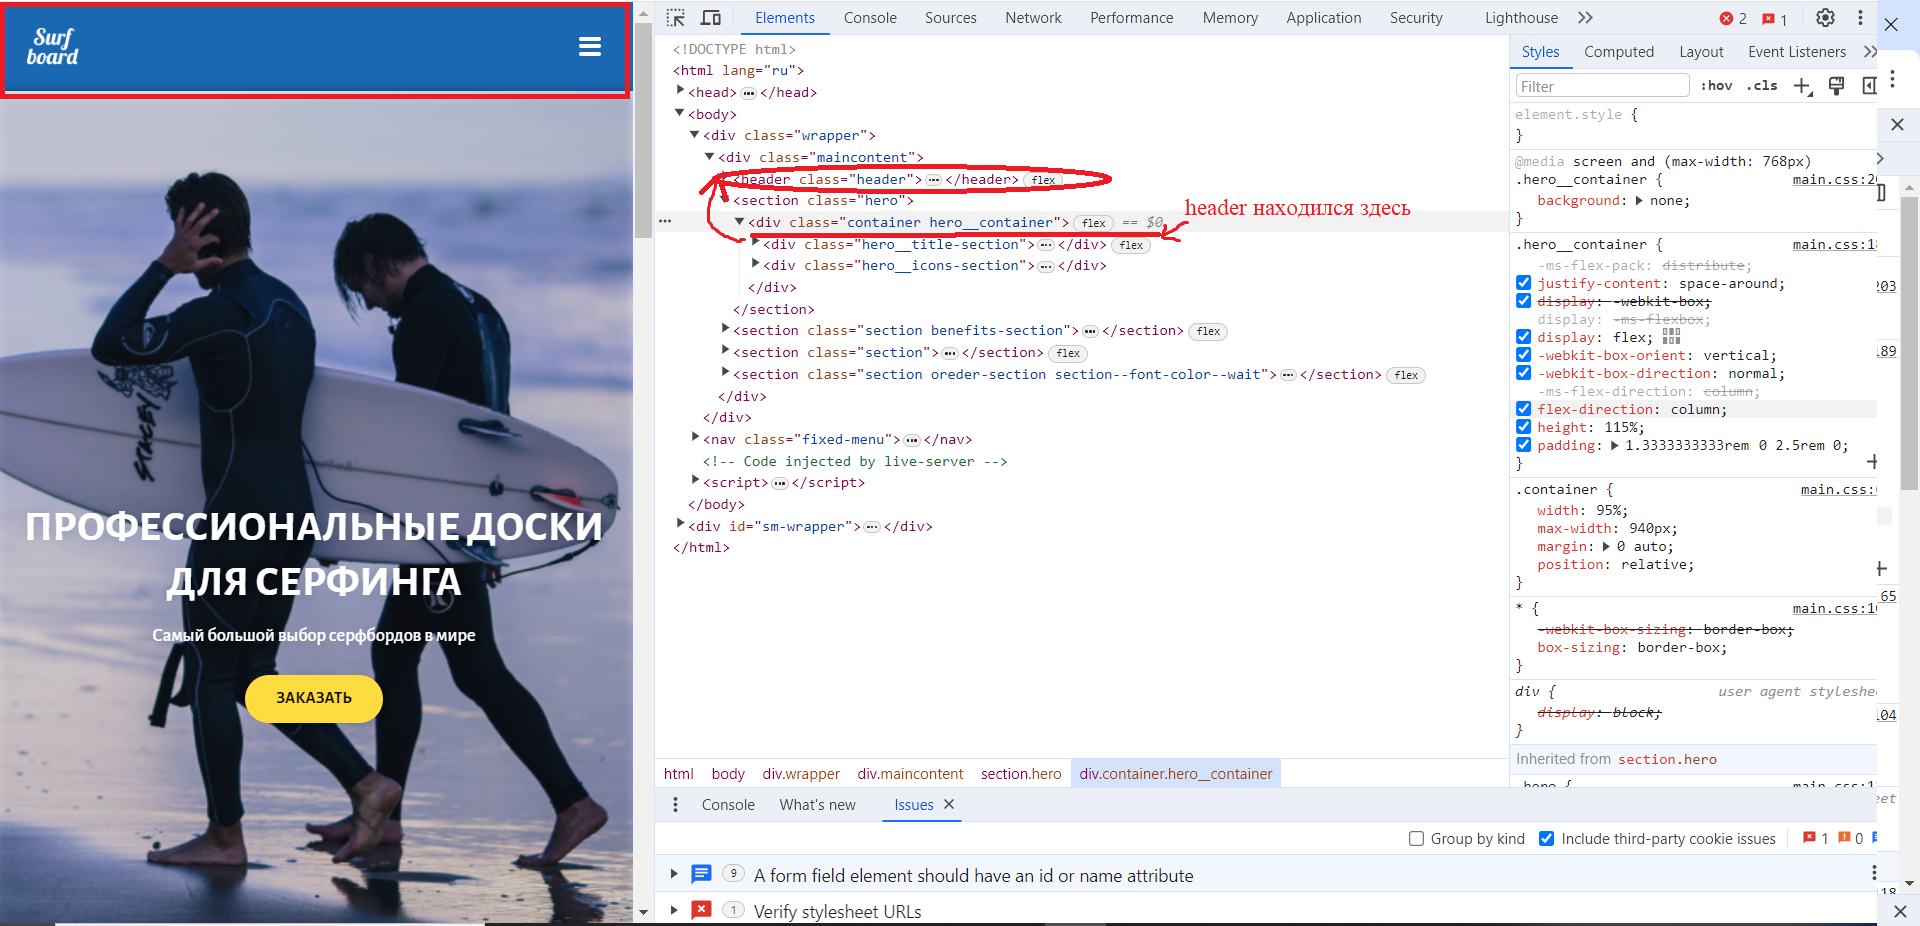 Surf
board
ПРОФЕССИОНАЛЬНЫЕ ДОСКИ
ДЛЯ СЕРФИНГА
Самый большой выбор серфбордов в мире
ЗАКАЗАТЬ
Elements Console Sources Network Performance Memory Application Security Lighthouse 2 1
<!DOCTYPE html>
<html lang="ru">
<head> </head>
<body>
<div class="wrapper">
<div class="maincontent">
<header class="header"> </header> flex
<section class="hero">
header находился здесь
<div class="container hero__container"> flex == $0
<div class="hero__title-section"> </div> flex
<div class="hero__icons-section"> </div>
</div>
</section>
<section class="section benefits-section"> </section> flex
<section class="section"> </section> flex
<section class="section oreder-section section--font-color--wait"> </section> flex
</div>
</div>
<nav class="fixed-menu"> </nav>
<!-- Code injected by live-server -->
<script> </script>
</body>
<div id="sm-wrapper"> </div>
</html>
html body div.wrapper div.maincontent section.hero div.container.hero__container
Styles Computed Layout Event Listeners
Filter :hov .cls
element.style {
}
@media screen and (max-width: 768px)
.hero__container { main.css:20
background: none;
}
.hero__container { main.css:18
-ms-flex-pack: distribute;
justify-content: space-around;
display: -webkit-box;
display: -ms-flexbox;
display: flex;
-webkit-box-orient: vertical;
-webkit-box-direction: normal;
-ms-flex-direction: column;
flex-direction: column;
height: 115%;
padding: 1.3333333333rem 0 2.5rem 0;
}
.container { main.css:
width: 95%;
max-width: 940px;
margin: 0 auto;
position: relative;
}
* { main.css:10
-webkit-box-sizing: border-box;
box-sizing: border-box;
}
div { user agent styleshe
display: block;
}
Inherited from section.hero
.hero { main.css:1
203
189
65
104
eet
18
Console What's new Issues
Group by kind Include third-party cookie issues 1 0
9 A form field element should have an id or name attribute
1 Verify stylesheet URLs